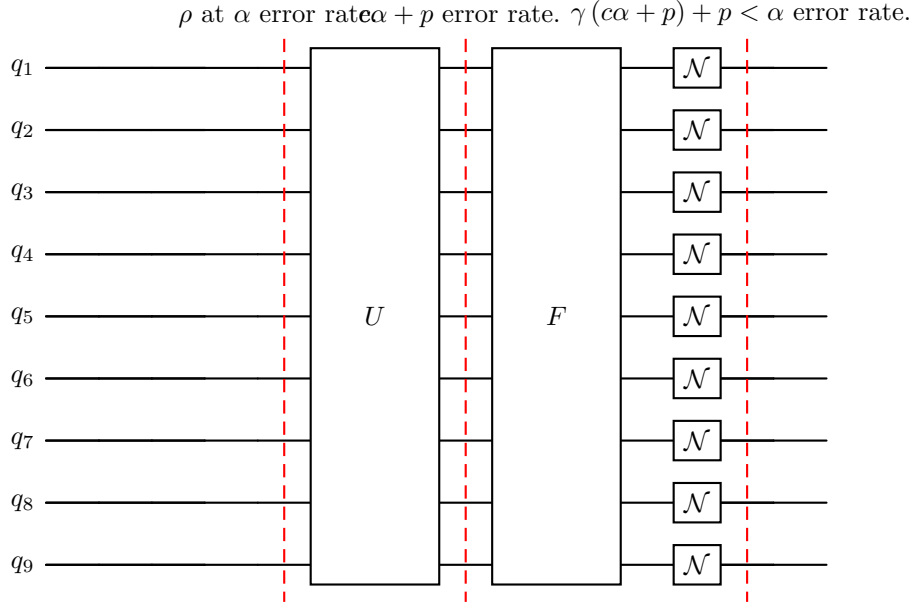 ρ at α error rate. cα + p error rate. γ (cα + p) + p < α error rate.
q₁ 𝒩
q₂ 𝒩
q₃ 𝒩
q₄ 𝒩
q₅ U F 𝒩
q₆ 𝒩
q₇ 𝒩
q₈ 𝒩
q₉ 𝒩